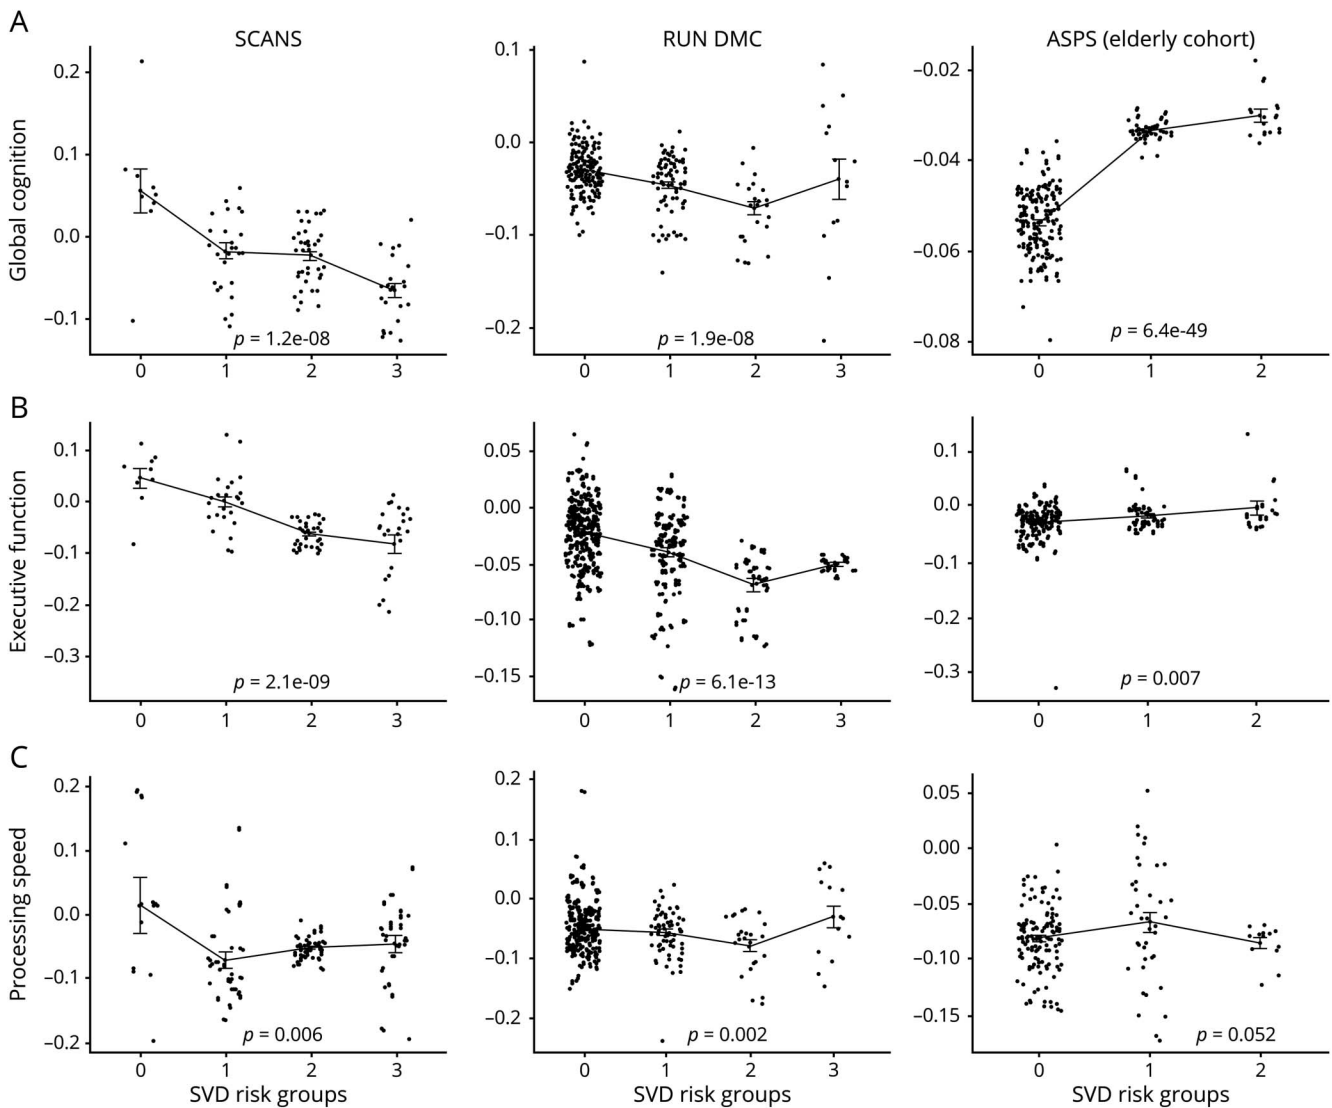 A
SCANS
RUN DMC
ASPS (elderly cohort)
Global cognition
0.2
0.1
0.0
–0.1
p = 1.2e-08
0 1 2 3
0.1
0.0
–0.1
–0.2
p = 1.9e-08
0 1 2 3
–0.02
–0.04
–0.06
–0.08
p = 6.4e-49
0 1 2
B
Executive function
0.1
0.0
–0.1
–0.2
–0.3
p = 2.1e-09
0 1 2 3
0.05
0.00
–0.05
–0.10
–0.15
p = 6.1e-13
0 1 2 3
0.1
0.0
–0.1
–0.2
–0.3
p = 0.007
0 1 2
C
Processing speed
0.2
0.1
0.0
–0.1
–0.2
p = 0.006
0 1 2 3
SVD risk groups
0.2
0.1
0.0
–0.1
–0.2
p = 0.002
0 1 2 3
SVD risk groups
0.05
0.00
–0.05
–0.10
–0.15
p = 0.052
0 1 2
SVD risk groups